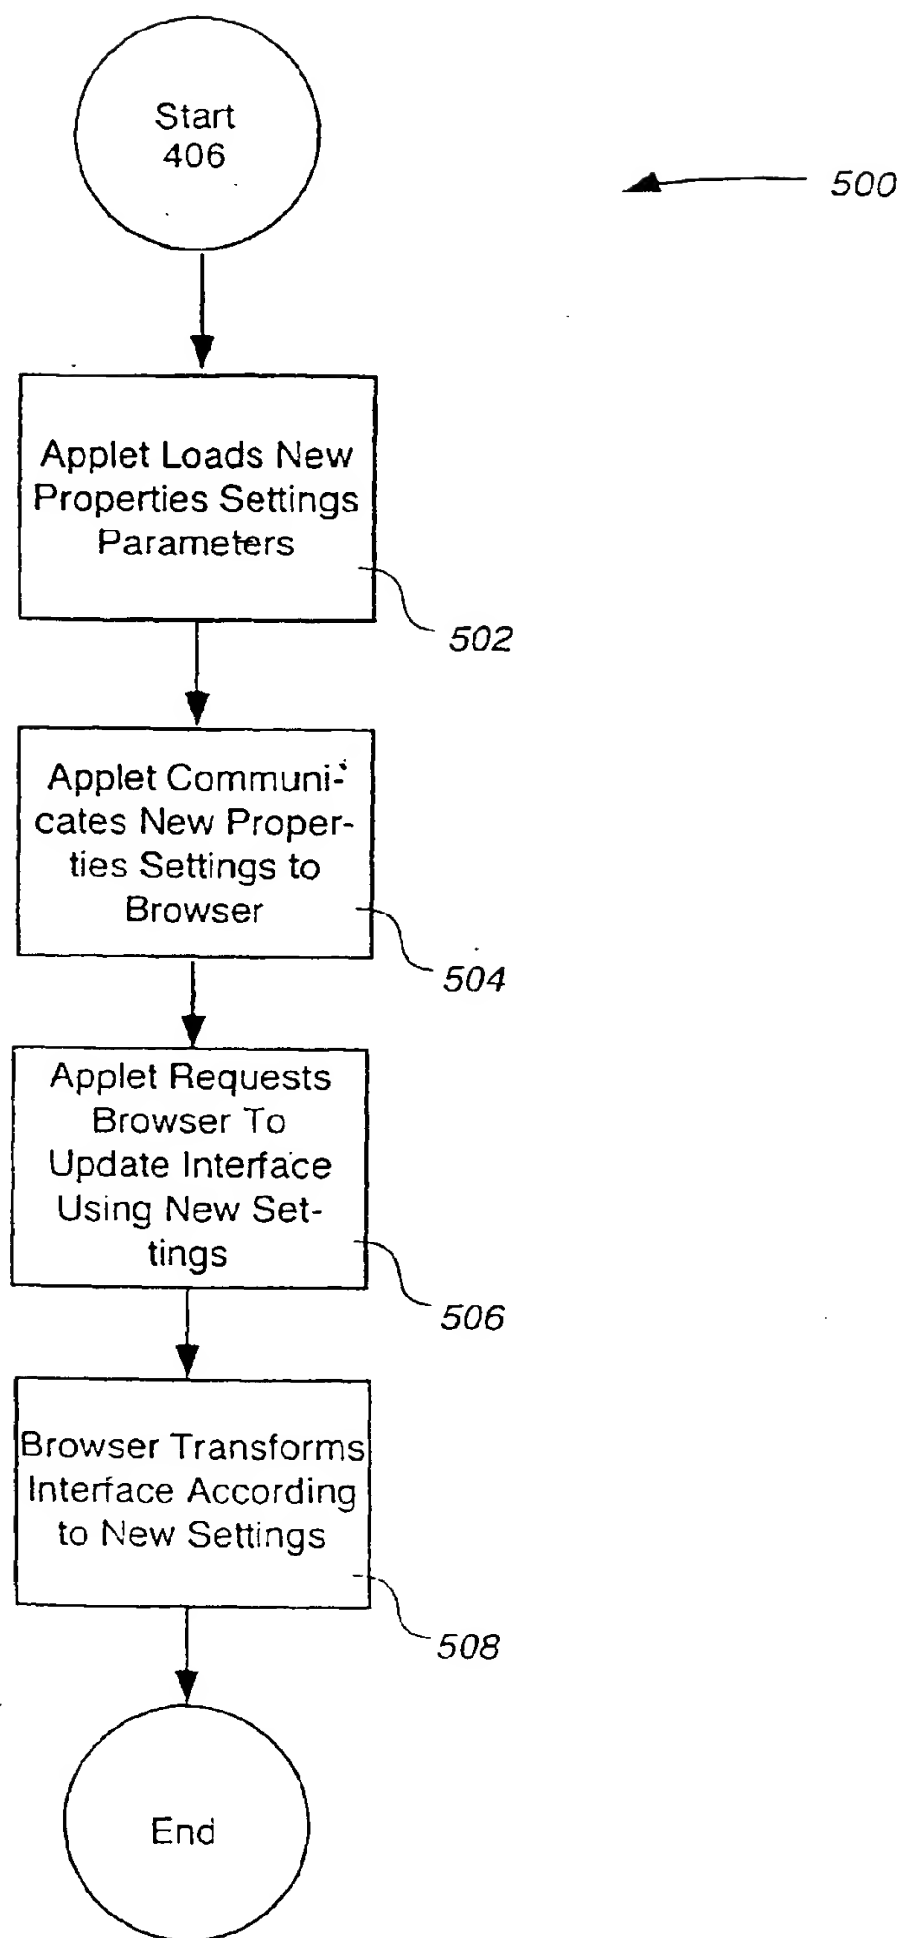 Start
406
500
Applet Loads New
Properties Settings
Parameters
502
Applet Communi-
cates New Proper-
ties Settings to
Browser
504
Applet Requests
Browser To
Update Interface
Using New Set-
tings
506
Browser Transforms
Interface According
to New Settings
508
End